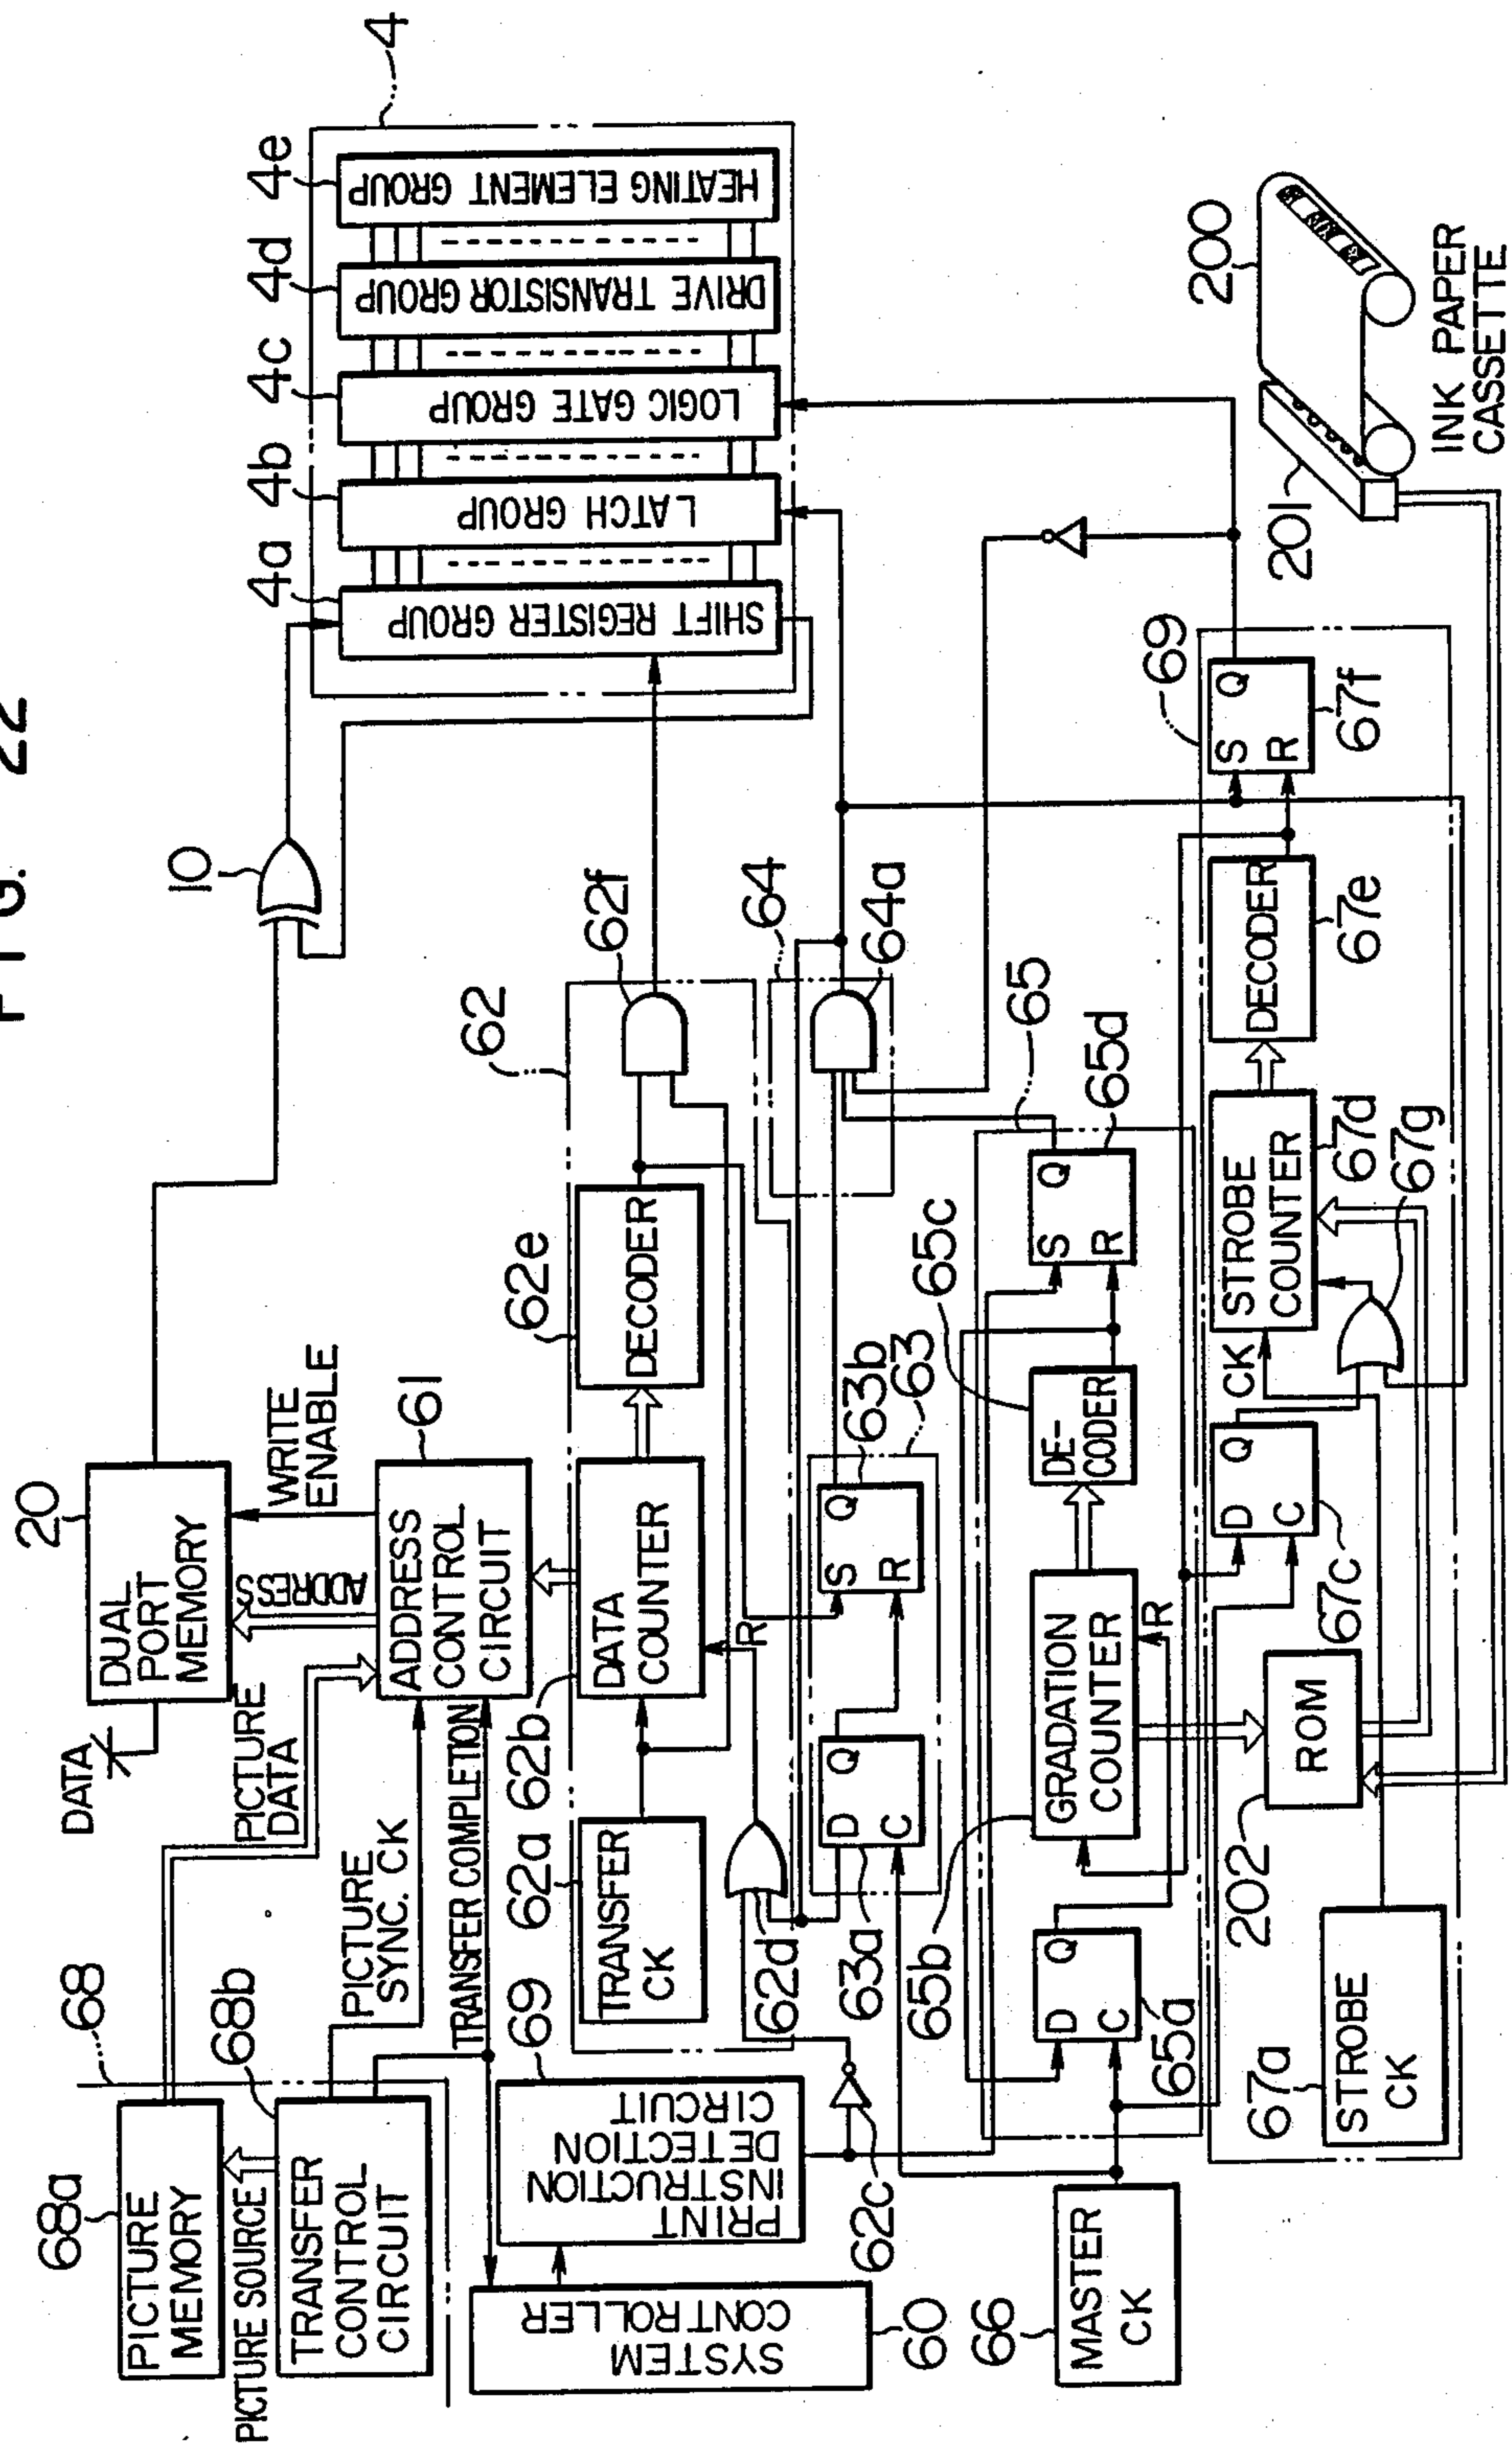 FIG. 22
68a
PICTURE
MEMORY
PICTURE SOURCE
TRANSFER
CONTROL
CIRCUIT
68
68b
DATA
20
DUAL
PORT
MEMORY
PICTURE
DATA
ADDRESS
WRITE
ENABLE
PICTURE
SYNC. CK
TRANSFER COMPLETION
61
ADDRESS
CONTROL
CIRCUIT
10
4
4a
4b
4c
4d
4e
SHIFT REGISTER GROUP
LATCH GROUP
LOGIC GATE GROUP
DRIVE TRANSISTOR GROUP
HEATING ELEMENT GROUP
62
62a
TRANSFER
CK
62b
DATA
COUNTER
R
62e
DECODER
62f
62d
62c
69
PRINT
INSTRUCTION
DETECTION
CIRCUIT
SYSTEM
CONTROLLER
60
63
63a
D
Q
C
63b
S
Q
R
64
64a
65
65a
D
Q
C
65b
GRADATION
COUNTER
R
65c
DE-
CODER
65d
S
Q
R
66
MASTER
CK
67a
STROBE
CK
202
ROM
67c
D
Q
C
CK
STROBE
COUNTER
67d
67g
DECODER
67e
69
S
Q
R
67f
200
201
INK PAPER
CASSETTE